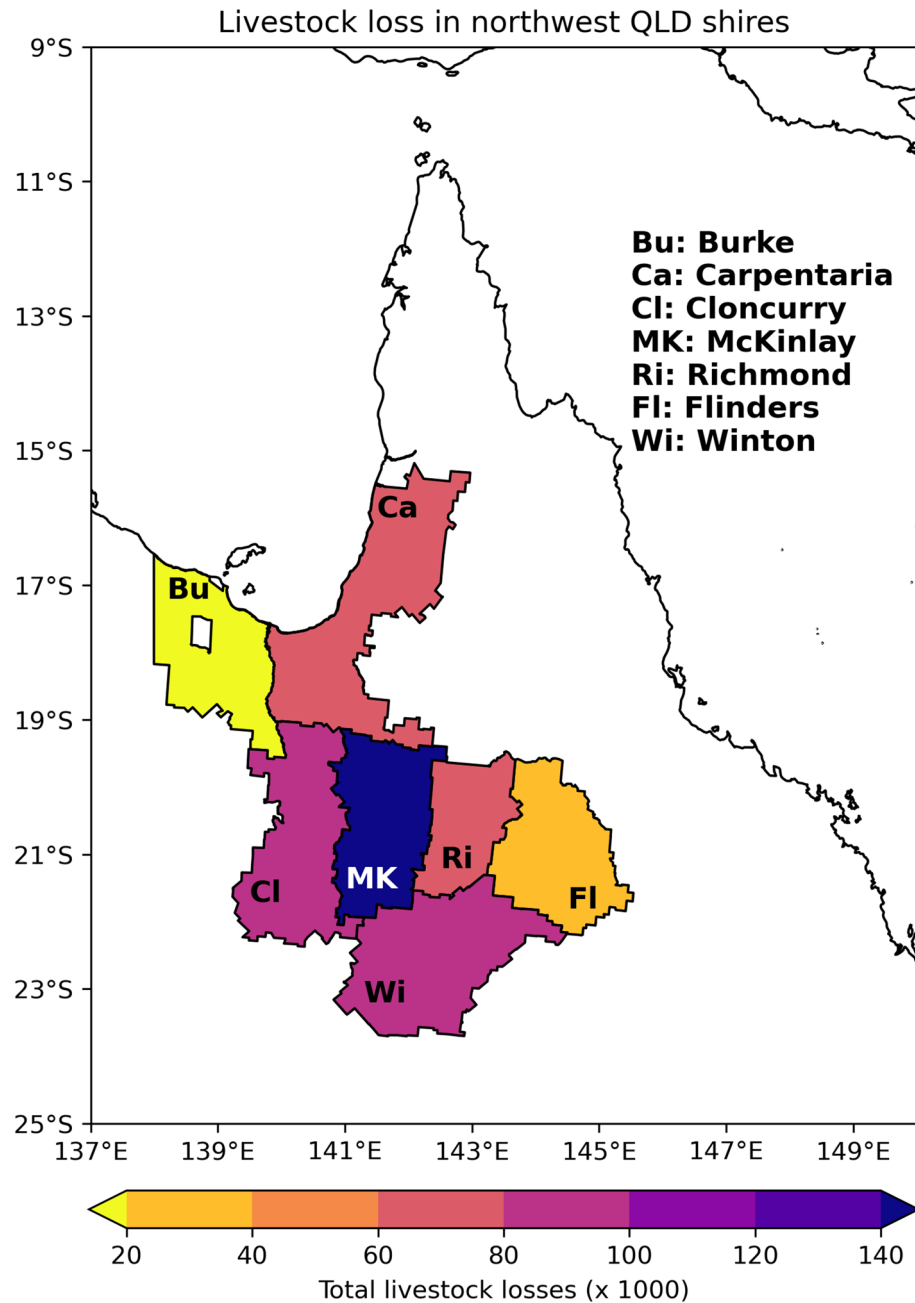 Livestock loss in northwest QLD shires
9°S
11°S
Bu: Burke
Ca: Carpentaria
Cl: Cloncurry
13°S
MK: McKinlay
Ri: Richmond
Fl: Flinders
Wi: Winton
15°S
Ca
17°S
Bu
19°S
21°S
Ri
MK
Cl
Fl
23°S
Wi
25°S
137°E 139°E 141°E 143°E 145°E 147°E 149°E
20 40 60 80 100 120 140
Total livestock losses (x 1000)